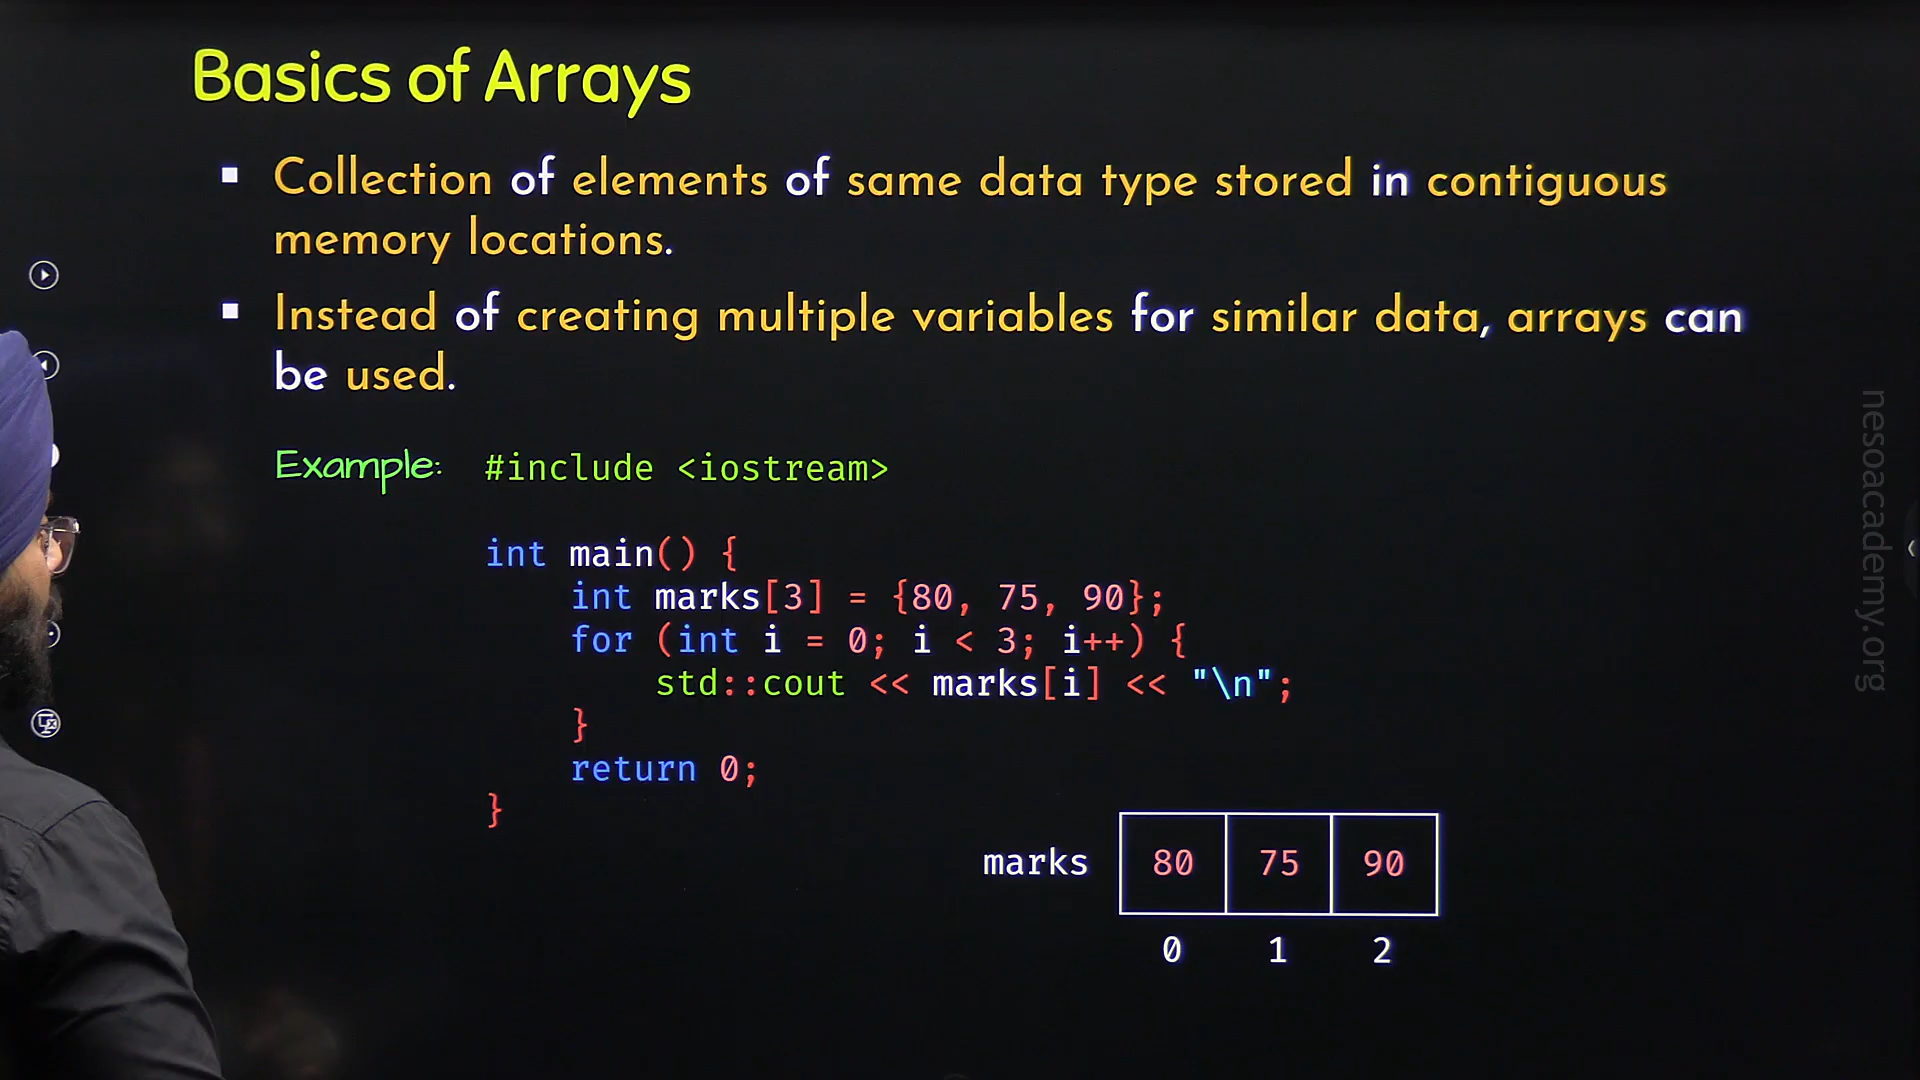 Basics of Arrays
▪ Collection of elements of same data type stored in contiguous
memory locations.
▪ Instead of creating multiple variables for similar data, arrays can
be used.
Example: #include <iostream>
int main() {
    int marks[3] = {80, 75, 90};
    for (int i = 0; i < 3; i++) {
        std::cout << marks[i] << "\n";
    }
    return 0;
}
marks 80 75 90
0 1 2
nesoacademy.org